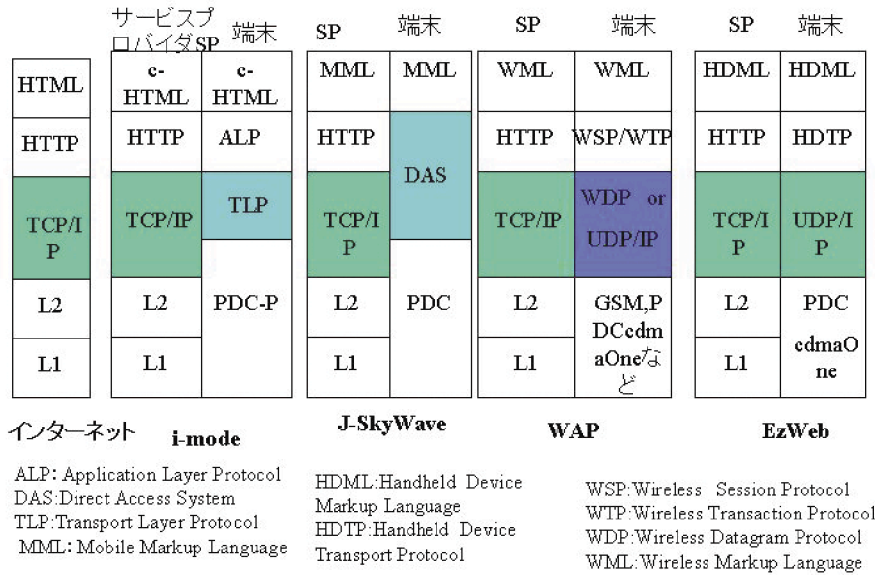 サービスプ
ロバイダSP
端末
SP
端末
SP
端末
SP
端末
HTML
HTTP
TCP/I
P
L2
L1
c-
HTML
HTTP
TCP/IP
L2
L1
c-
HTML
ALP
TLP
PDC-P
MML
HTTP
TCP/I
P
L2
L1
MML
DAS
PDC
WML
HTTP
TCP/IP
L2
L1
WML
WSP/WTP
WDP or
UDP/IP
GSM,P
DCcdm
aOneな
ど
HDML
HTTP
TCP/I
P
L2
L1
HDML
HDTP
UDP/I
P
PDC
cdmaO
ne
インターネット
i-mode
J-SkyWave
WAP
EzWeb
ALP: Application Layer Protocol
DAS:Direct Access System
TLP:Transport Layer Protocol
MML: Mobile Markup Language
HDML:Handheld Device
Markup Language
HDTP:Handheld Device
Transport Protocol
WSP:Wireless Session Protocol
WTP:Wireless Transaction Protocol
WDP:Wireless Datagram Protocol
WML:Wireless Markup Language